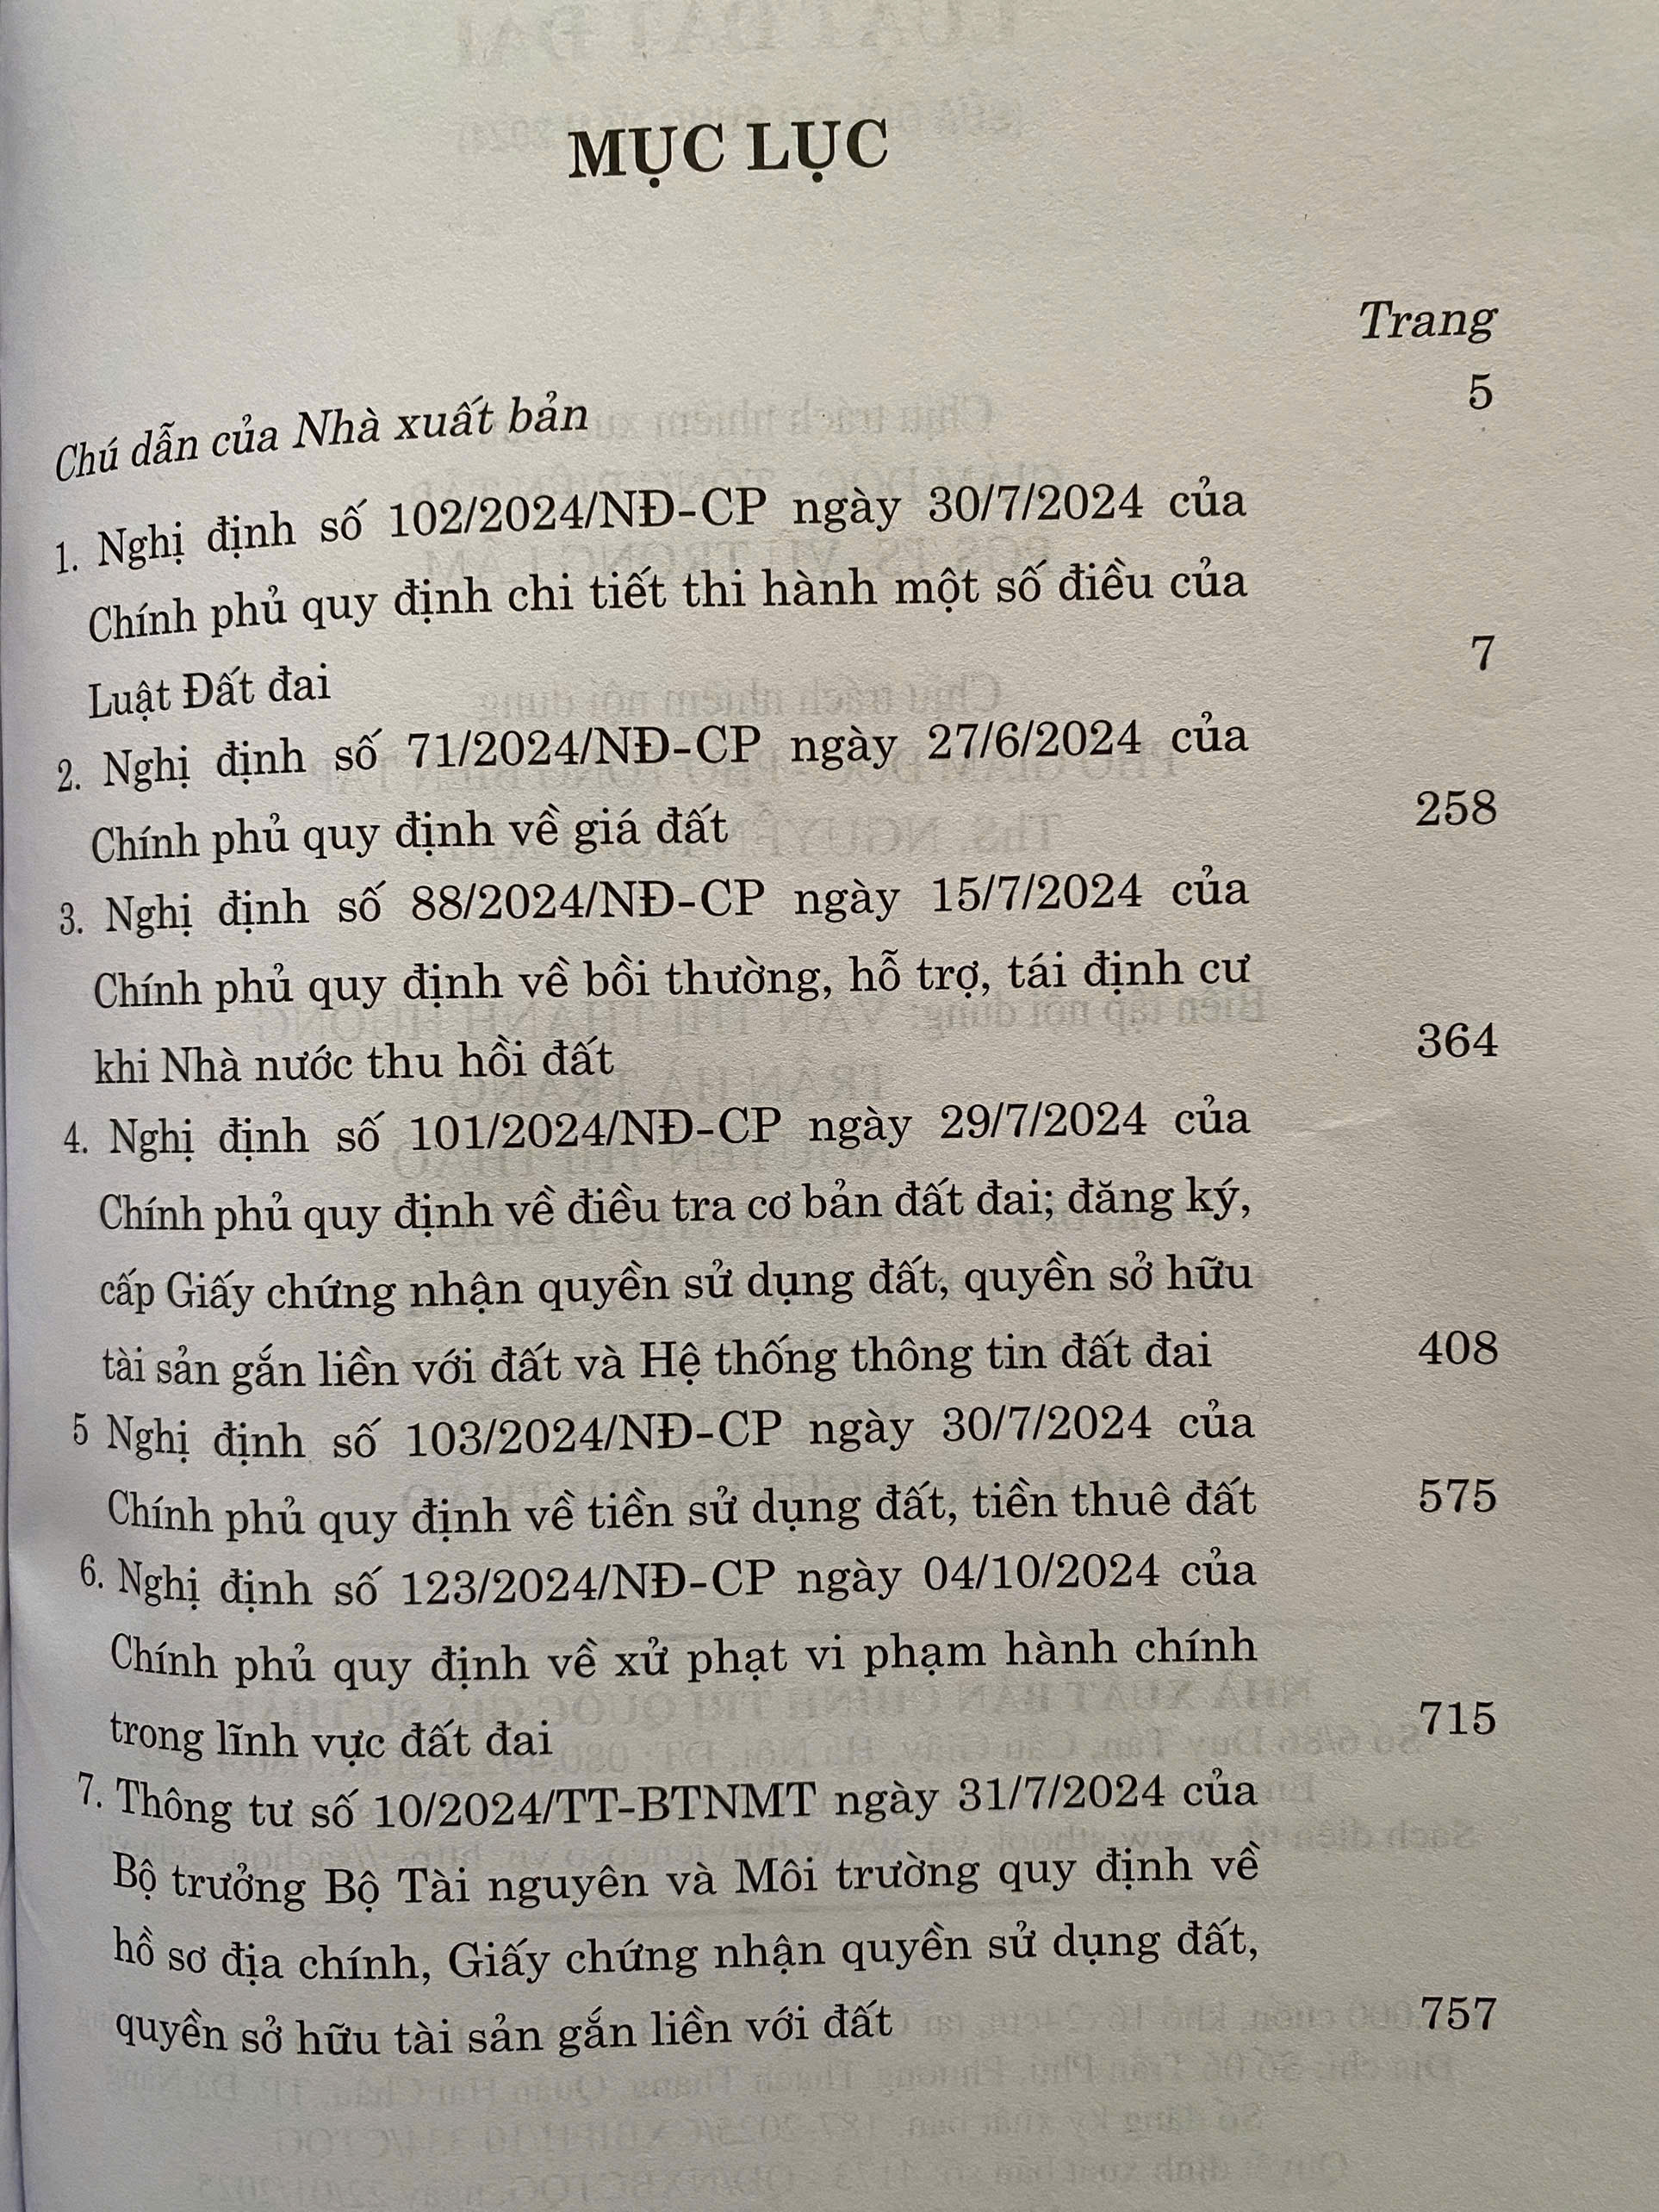 MỤC LỤC
Trang
Chú dẫn của Nhà xuất bản 5
1. Nghị định số 102/2024/NĐ-CP ngày 30/7/2024 của
Chính phủ quy định chi tiết thi hành một số điều của
Luật Đất đai 7
2. Nghị định số 71/2024/NĐ-CP ngày 27/6/2024 của
Chính phủ quy định về giá đất 258
3. Nghị định số 88/2024/NĐ-CP ngày 15/7/2024 của
Chính phủ quy định về bồi thường, hỗ trợ, tái định cư
khi Nhà nước thu hồi đất 364
4. Nghị định số 101/2024/NĐ-CP ngày 29/7/2024 của
Chính phủ quy định về điều tra cơ bản đất đai; đăng ký,
cấp Giấy chứng nhận quyền sử dụng đất, quyền sở hữu
tài sản gắn liền với đất và Hệ thống thông tin đất đai 408
5 Nghị định số 103/2024/NĐ-CP ngày 30/7/2024 của
Chính phủ quy định về tiền sử dụng đất, tiền thuê đất 575
6. Nghị định số 123/2024/NĐ-CP ngày 04/10/2024 của
Chính phủ quy định về xử phạt vi phạm hành chính
trong lĩnh vực đất đai 715
7. Thông tư số 10/2024/TT-BTNMT ngày 31/7/2024 của
Bộ trưởng Bộ Tài nguyên và Môi trường quy định về
hồ sơ địa chính, Giấy chứng nhận quyền sử dụng đất,
quyền sở hữu tài sản gắn liền với đất 757